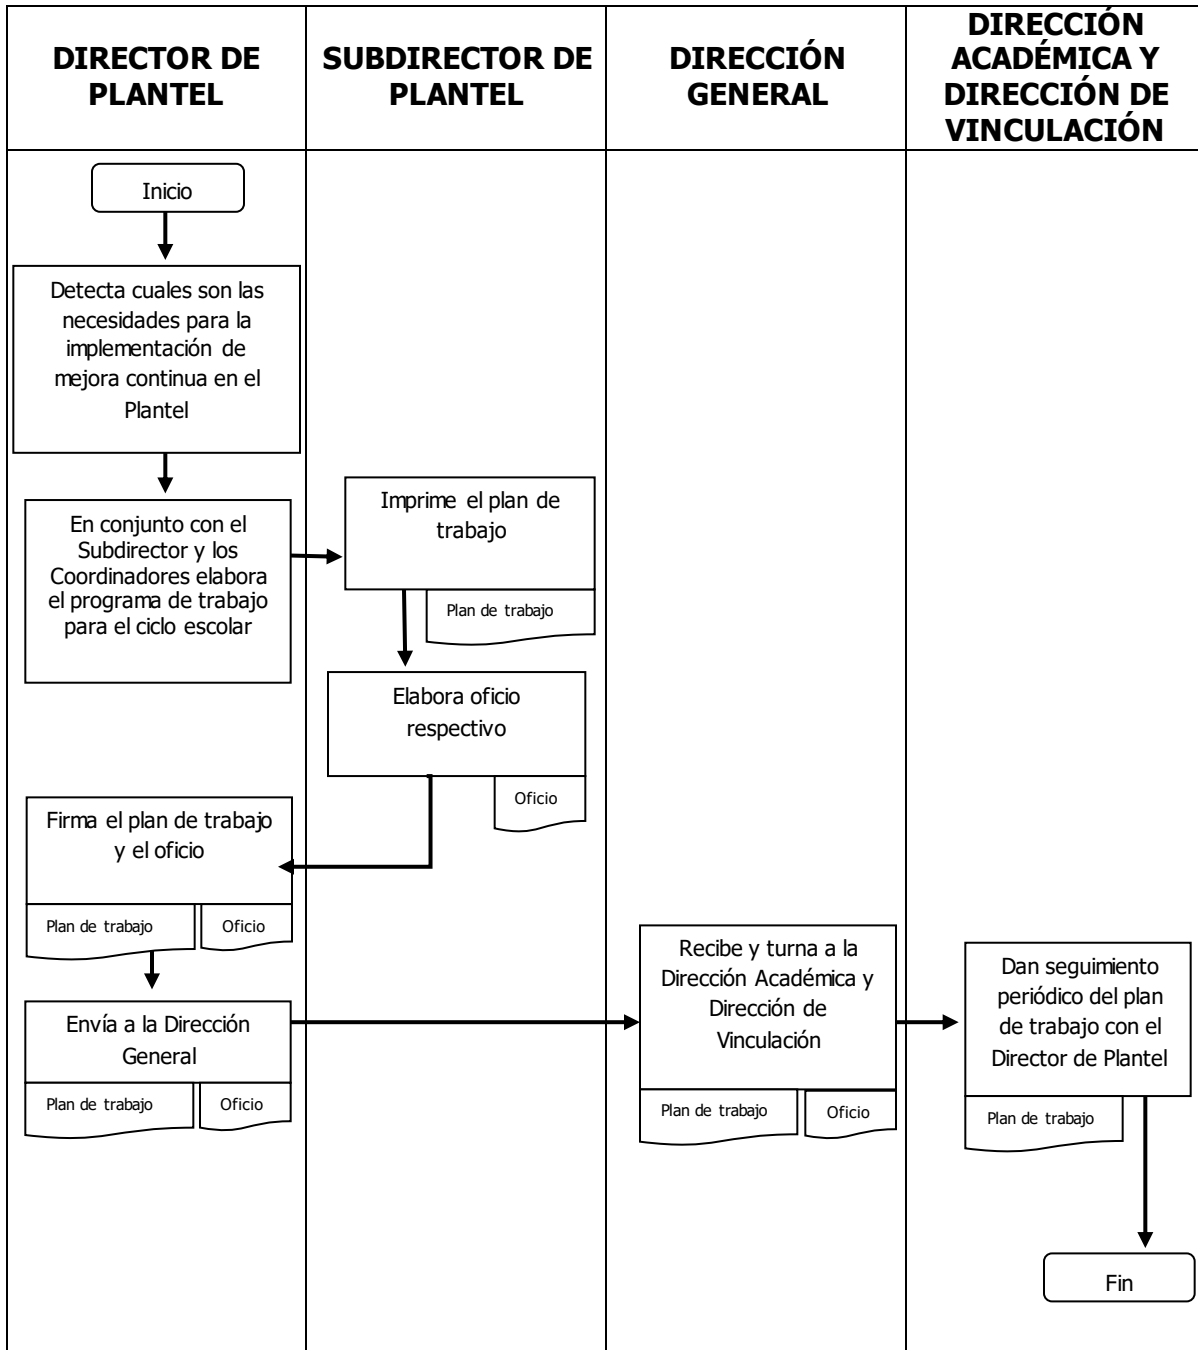 DIRECTOR DE
PLANTEL
SUBDIRECTOR DE
PLANTEL
DIRECCIÓN
GENERAL
DIRECCIÓN
ACADÉMICA Y
DIRECCIÓN DE
VINCULACIÓN
Inicio
Detecta cuales son las
necesidades para la
implementación de
mejora continua en el
Plantel
En conjunto con el
Subdirector y los
Coordinadores elabora
el programa de trabajo
para el ciclo escolar
Imprime el plan de
trabajo
Plan de trabajo
Elabora oficio
respectivo
Oficio
Firma el plan de trabajo
y el oficio
Plan de trabajo
Oficio
Envía a la Dirección
General
Plan de trabajo
Oficio
Recibe y turna a la
Dirección Académica y
Dirección de
Vinculación
Plan de trabajo
Oficio
Dan seguimiento
periódico del plan
de trabajo con el
Director de Plantel
Plan de trabajo
Fin